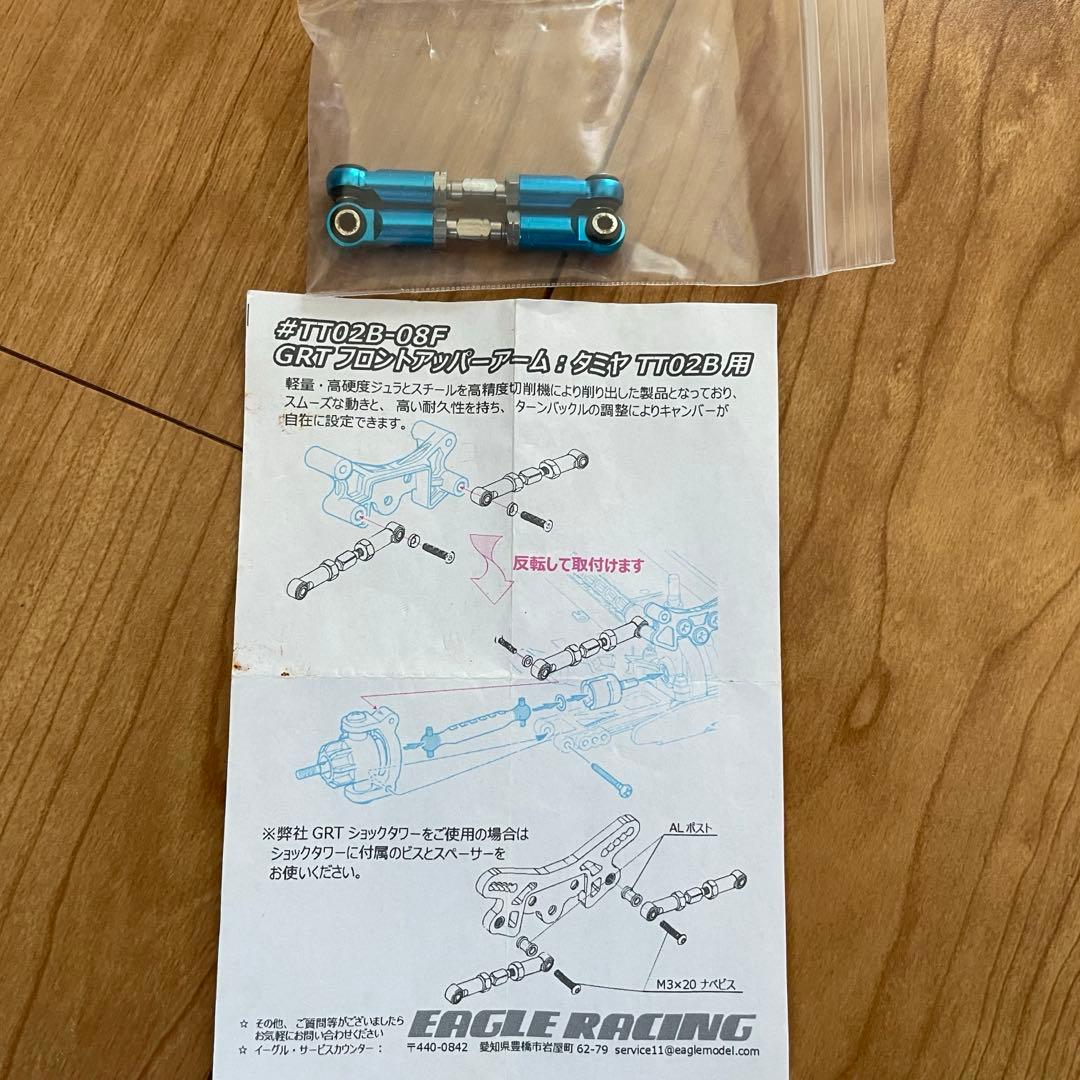 #TT02B-08F
GRT フロントアッパーアーム：タミヤ TT02B 用
軽量・高硬度ジュラとスチールを高精度切削機により削り出した製品となっており、
スムーズな動きと、高い耐久性を持ち、ターンバックルの調整によりキャンバーが
自在に設定できます。
反転して取付けます
※弊社 GRT ショックタワーをご使用の場合は
ショックタワーに付属のビスとスペーサーを
お使いください。
ALポスト
M3×20 ナベビス
☆ その他、ご質問等がございましたら
お気軽にお問い合わせください
☆ イーグル・サービスカウンター：
EAGLE RACING
〒440-0842 愛知県豊橋市岩屋町 62-79 service11@eaglemodel.com